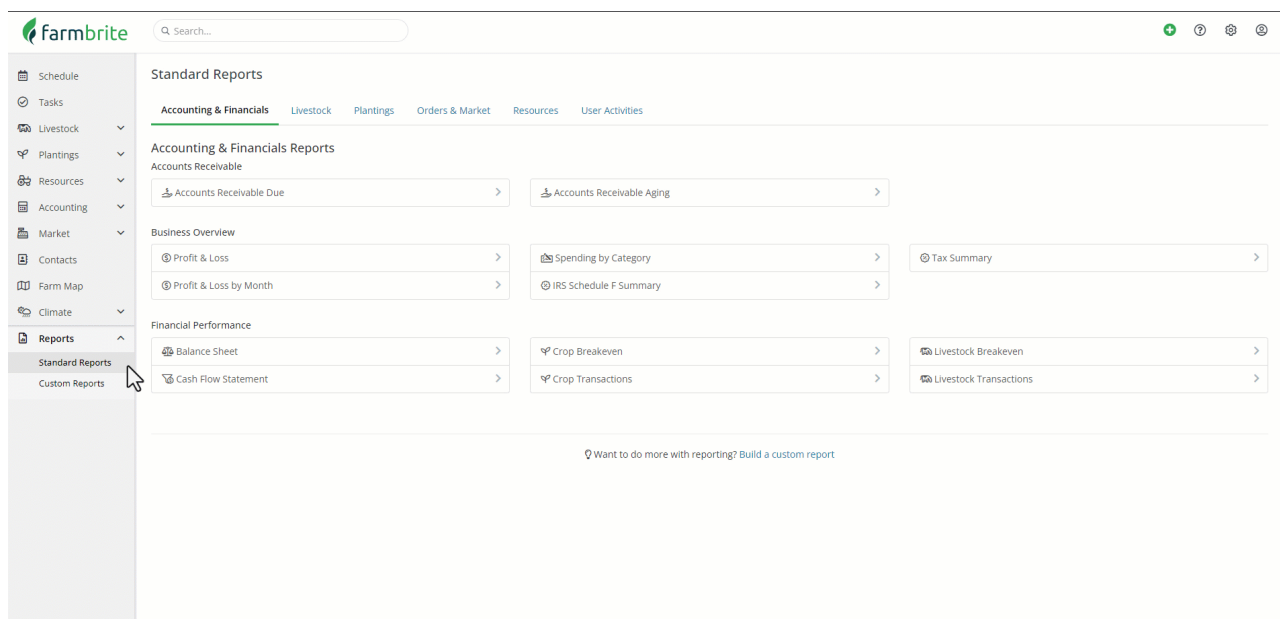 farmbrite
Search...
Schedule
Tasks
Livestock
Plantings
Resources
Accounting
Market
Contacts
Farm Map
Climate
Reports
Standard Reports
Custom Reports
Standard Reports
Accounting & Financials Livestock Plantings Orders & Market Resources User Activities
Accounting & Financials Reports
Accounts Receivable
Accounts Receivable Due Accounts Receivable Aging
Business Overview
Profit & Loss Spending by Category Tax Summary
Profit & Loss by Month IRS Schedule F Summary
Financial Performance
Balance Sheet Crop Breakeven Livestock Breakeven
Cash Flow Statement Crop Transactions Livestock Transactions
Want to do more with reporting? Build a custom report